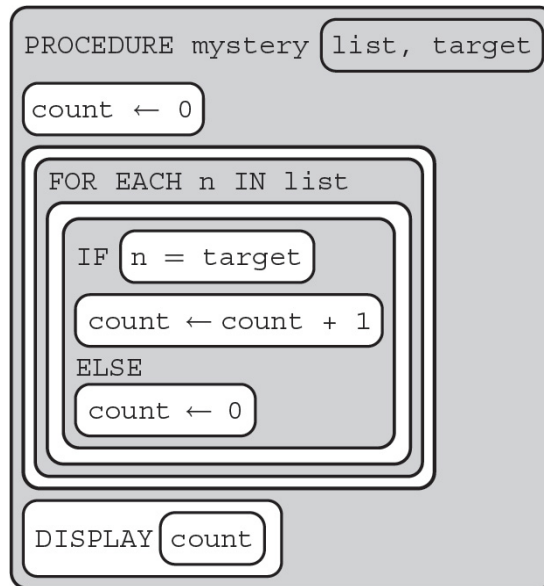 PROCEDURE mystery list, target
count ← 0
FOR EACH n IN list
IF n = target
count ← count + 1
ELSE
count ← 0
DISPLAY count